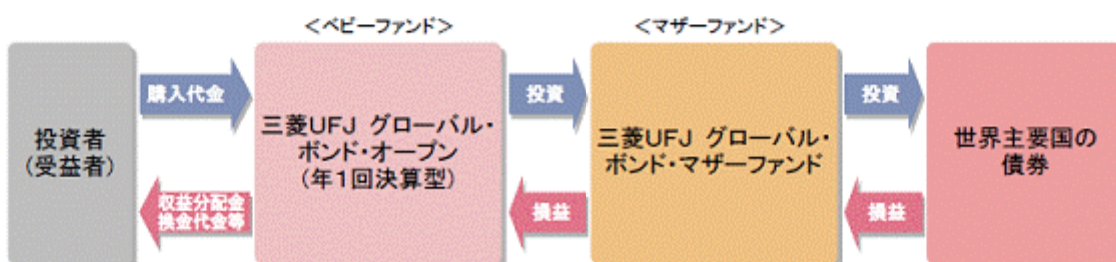 ＜ベビーファンド＞
＜マザーファンド＞
投資者
（受益者）
購入代金
収益分配金
換金代金等
三菱UFJ グローバル・
ボンド・オープン
（年1回決算型）
投資
損益
三菱UFJ グローバル・
ボンド・マザーファンド
投資
損益
世界主要国の
債券